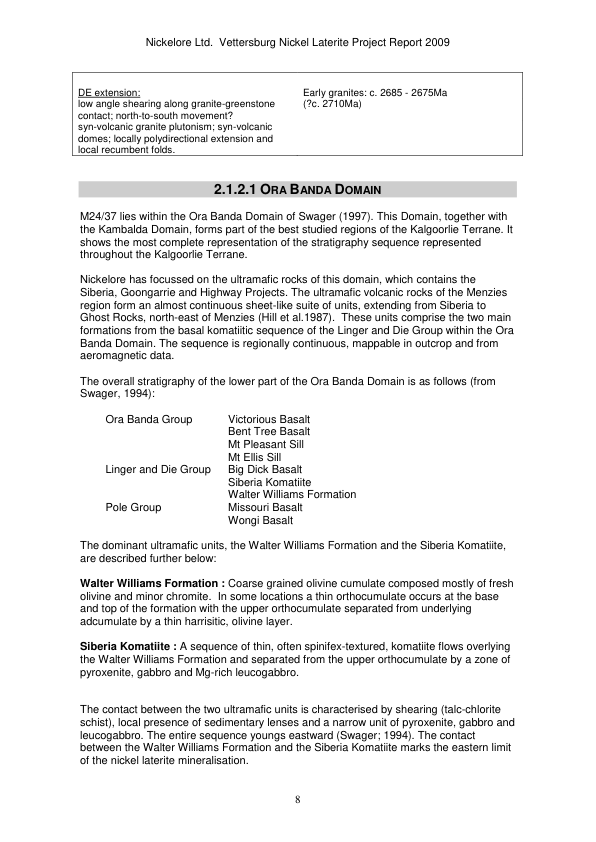 Nickelore Ltd.  Vettersburg Nickel Laterite Project Report 2009
DE extension:
low angle shearing along granite-greenstone
contact; north-to-south movement?
syn-volcanic granite plutonism; syn-volcanic
domes; locally polydirectional extension and
local recumbent folds.
Early granites: c. 2685 - 2675Ma
(?c. 2710Ma)
2.1.2.1 ORA BANDA DOMAIN
M24/37 lies within the Ora Banda Domain of Swager (1997). This Domain, together with
the Kambalda Domain, forms part of the best studied regions of the Kalgoorlie Terrane. It
shows the most complete representation of the stratigraphy sequence represented
throughout the Kalgoorlie Terrane.
Nickelore has focussed on the ultramafic rocks of this domain, which contains the
Siberia, Goongarrie and Highway Projects. The ultramafic volcanic rocks of the Menzies
region form an almost continuous sheet-like suite of units, extending from Siberia to
Ghost Rocks, north-east of Menzies (Hill et al.1987).  These units comprise the two main
formations from the basal komatiitic sequence of the Linger and Die Group within the Ora
Banda Domain. The sequence is regionally continuous, mappable in outcrop and from
aeromagnetic data.
The overall stratigraphy of the lower part of the Ora Banda Domain is as follows (from
Swager, 1994):
Ora Banda Group Victorious Basalt
Bent Tree Basalt
Mt Pleasant Sill
Mt Ellis Sill
Linger and Die Group Big Dick Basalt
Siberia Komatiite
Walter Williams Formation
Pole Group Missouri Basalt
Wongi Basalt
The dominant ultramafic units, the Walter Williams Formation and the Siberia Komatiite,
are described further below:
Walter Williams Formation : Coarse grained olivine cumulate composed mostly of fresh
olivine and minor chromite.  In some locations a thin orthocumulate occurs at the base
and top of the formation with the upper orthocumulate separated from underlying
adcumulate by a thin harrisitic, olivine layer.
Siberia Komatiite : A sequence of thin, often spinifex-textured, komatiite flows overlying
the Walter Williams Formation and separated from the upper orthocumulate by a zone of
pyroxenite, gabbro and Mg-rich leucogabbro.
The contact between the two ultramafic units is characterised by shearing (talc-chlorite
schist), local presence of sedimentary lenses and a narrow unit of pyroxenite, gabbro and
leucogabbro. The entire sequence youngs eastward (Swager; 1994). The contact
between the Walter Williams Formation and the Siberia Komatiite marks the eastern limit
of the nickel laterite mineralisation.
8